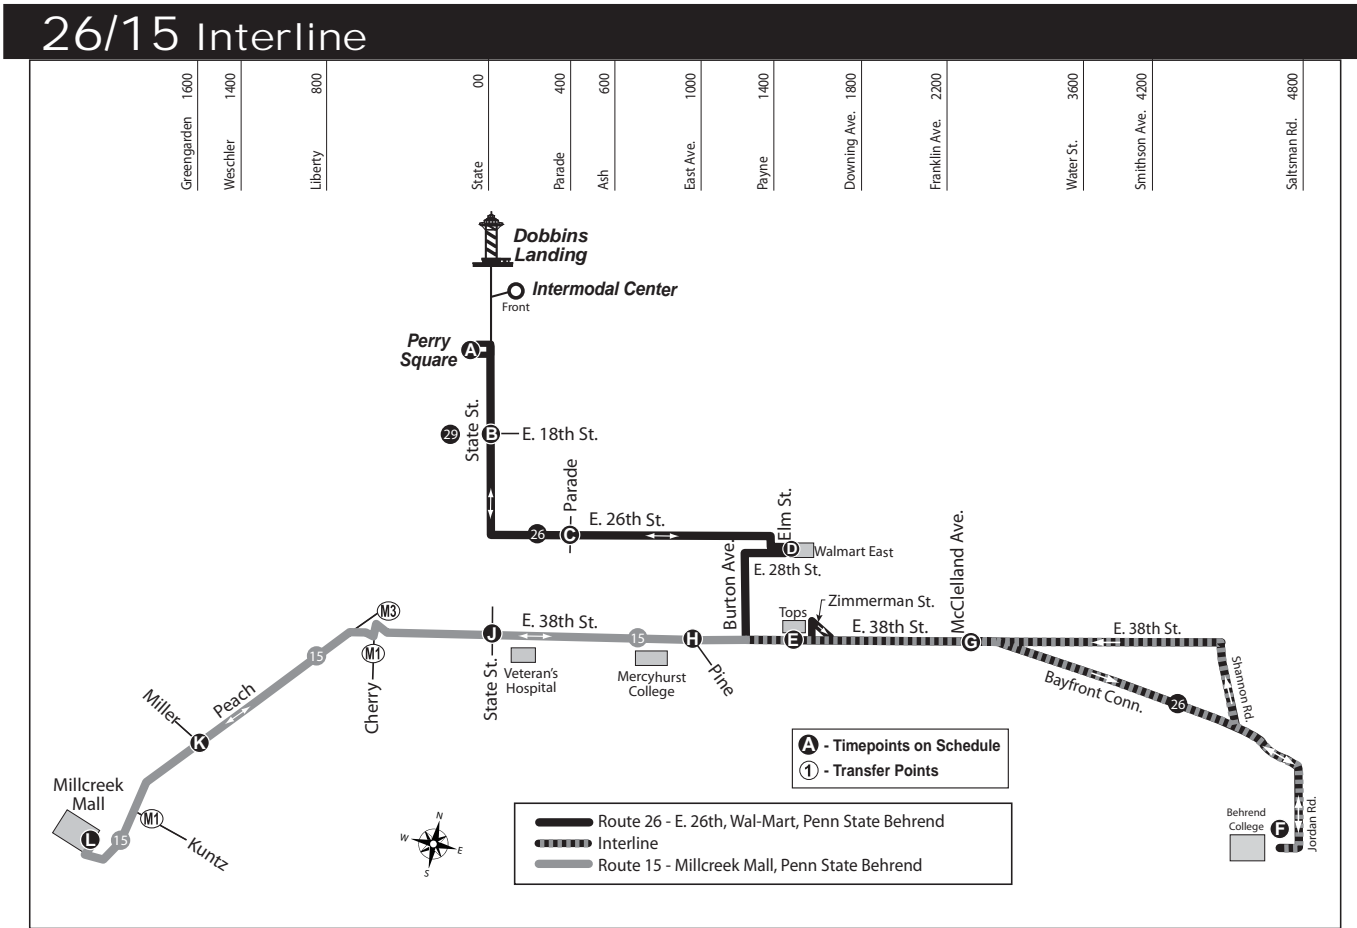 26/15 Interline
Greengarden 1600
Weschler 1400
Liberty 800
State 00
Parade 400
Ash 600
East Ave. 1000
Payne 1400
Downing Ave. 1800
Franklin Ave. 2200
Water St. 3600
Smithson Ave. 4200
Saltsman Rd. 4800
Dobbins
Landing
Intermodal Center
Front
Perry
Square
A
State St.
29
B
E. 18th St.
Parade
26
C
E. 26th St.
Elm St.
D
Walmart East
Burton Ave.
E. 28th St.
McClelland Ave.
Zimmerman St.
Tops
M3
J
E. 38th St.
15
H
E
E. 38th St.
G
E. 38th St.
M1
15
Cherry
State St.
Veteran's
Hospital
Mercyhurst
College
Pine
Bayfront Conn.
26
Shannon Rd.
Miller
Peach
K
A - Timepoints on Schedule
1 - Transfer Points
Millcreek
Mall
L
15
M1
Kuntz
N
W
E
S
Route 26 - E. 26th, Wal-Mart, Penn State Behrend
Interline
Route 15 - Millcreek Mall, Penn State Behrend
Behrend
College
F
Jordan Rd.